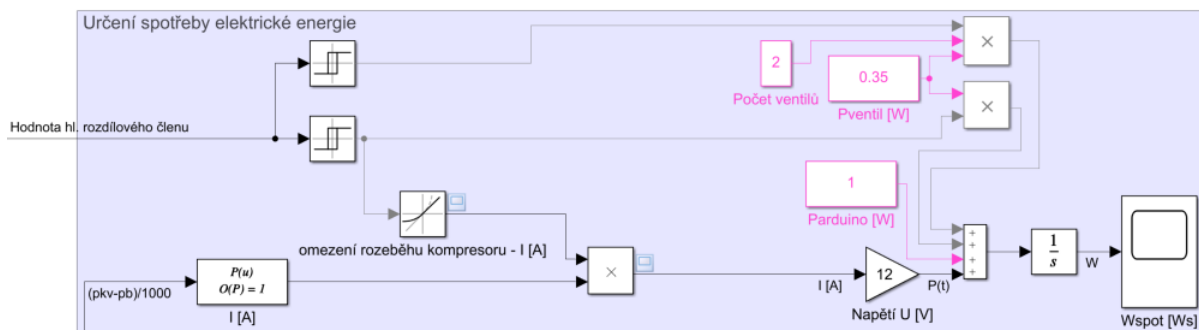 Určení spotřeby elektrické energie
×
2
0.35
Počet ventilů
Pventil [W]
×
Hodnota hl. rozdílového členu
1
Parduino [W]
omezení rozeběhu kompresoru - I [A]
+
+
+
+
1
s
W
P(u)
O(P) = 1
×
12
(pkv-pb)/1000
I [A]
P(t)
I [A]
Napětí U [V]
Wspot [Ws]